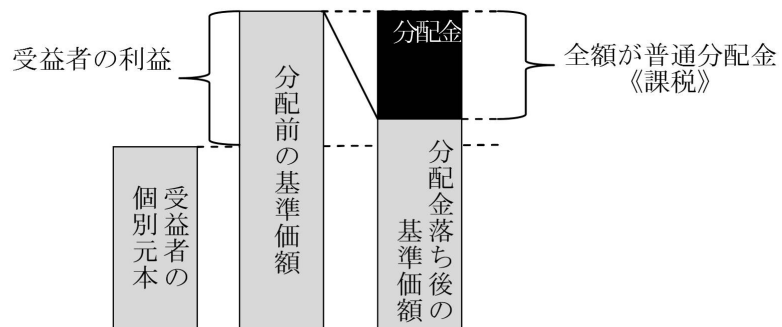 受益者の利益
受益者の
個別元本
分配前の基準価額
分配金
分配金落ち後の
基準価額
全額が普通分配金
《課税》